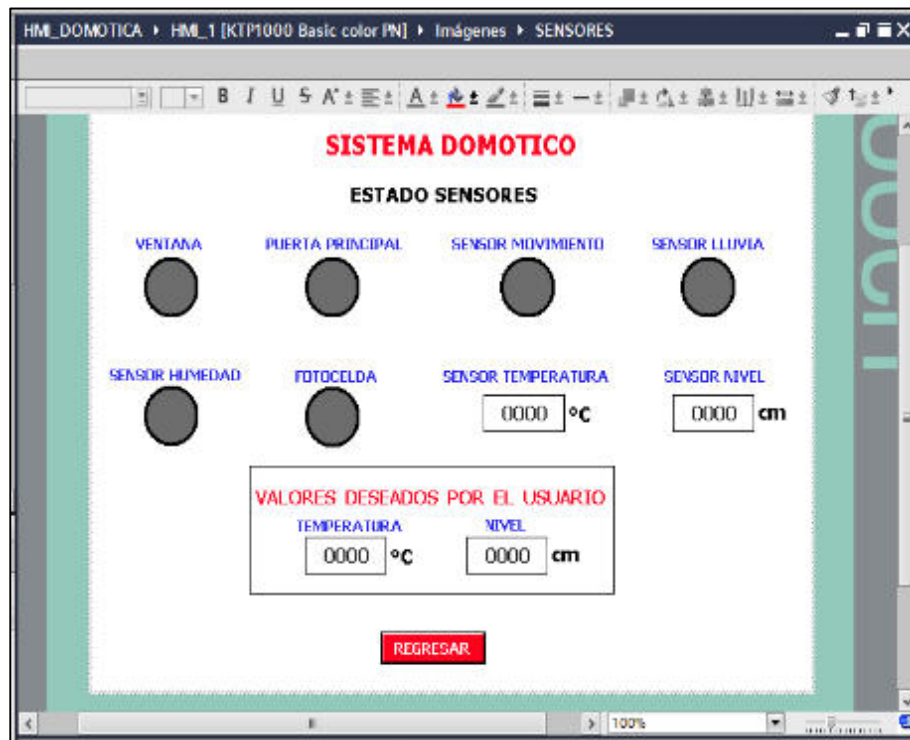 HMI_DOMOTICA ▸ HMI_1 [KTP1000 Basic color PN] ▸ Imágenes ▸ SENSORES
B I U S A
SISTEMA DOMOTICO
ESTADO SENSORES
VENTANA PUERTA PRINCIPAL SENSOR MOVIMIENTO SENSOR LLUVIA
SENSOR HUMEDAD FOTOCELDA SENSOR TEMPERATURA SENSOR NIVEL
0000 ºC 0000 cm
VALORES DESEADOS POR EL USUARIO
TEMPERATURA NIVEL
0000 ºC 0000 cm
REGRESAR
100%